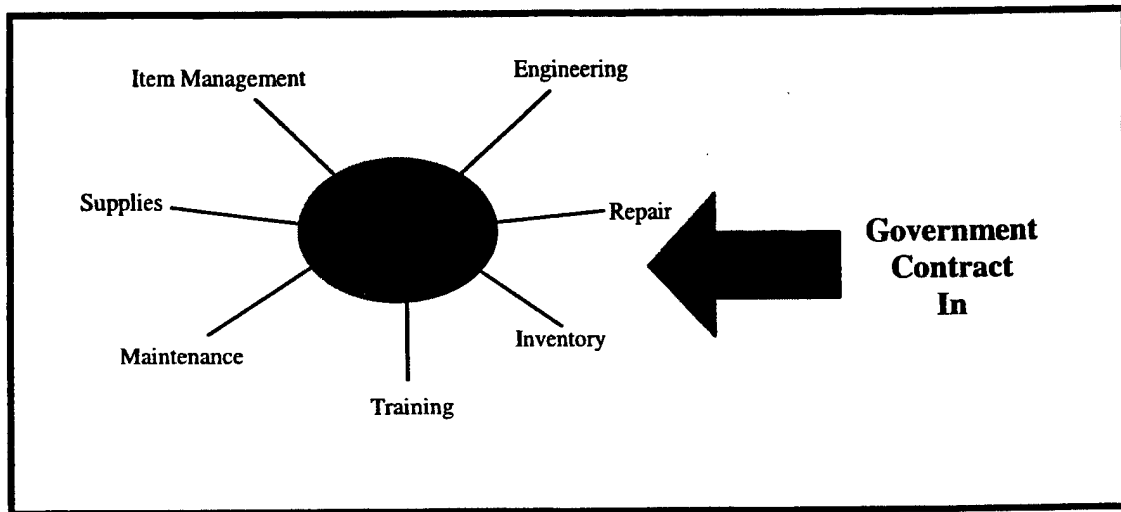 Item Management
Engineering
Supplies
Repair
Government
Contract
In
Maintenance
Inventory
Training